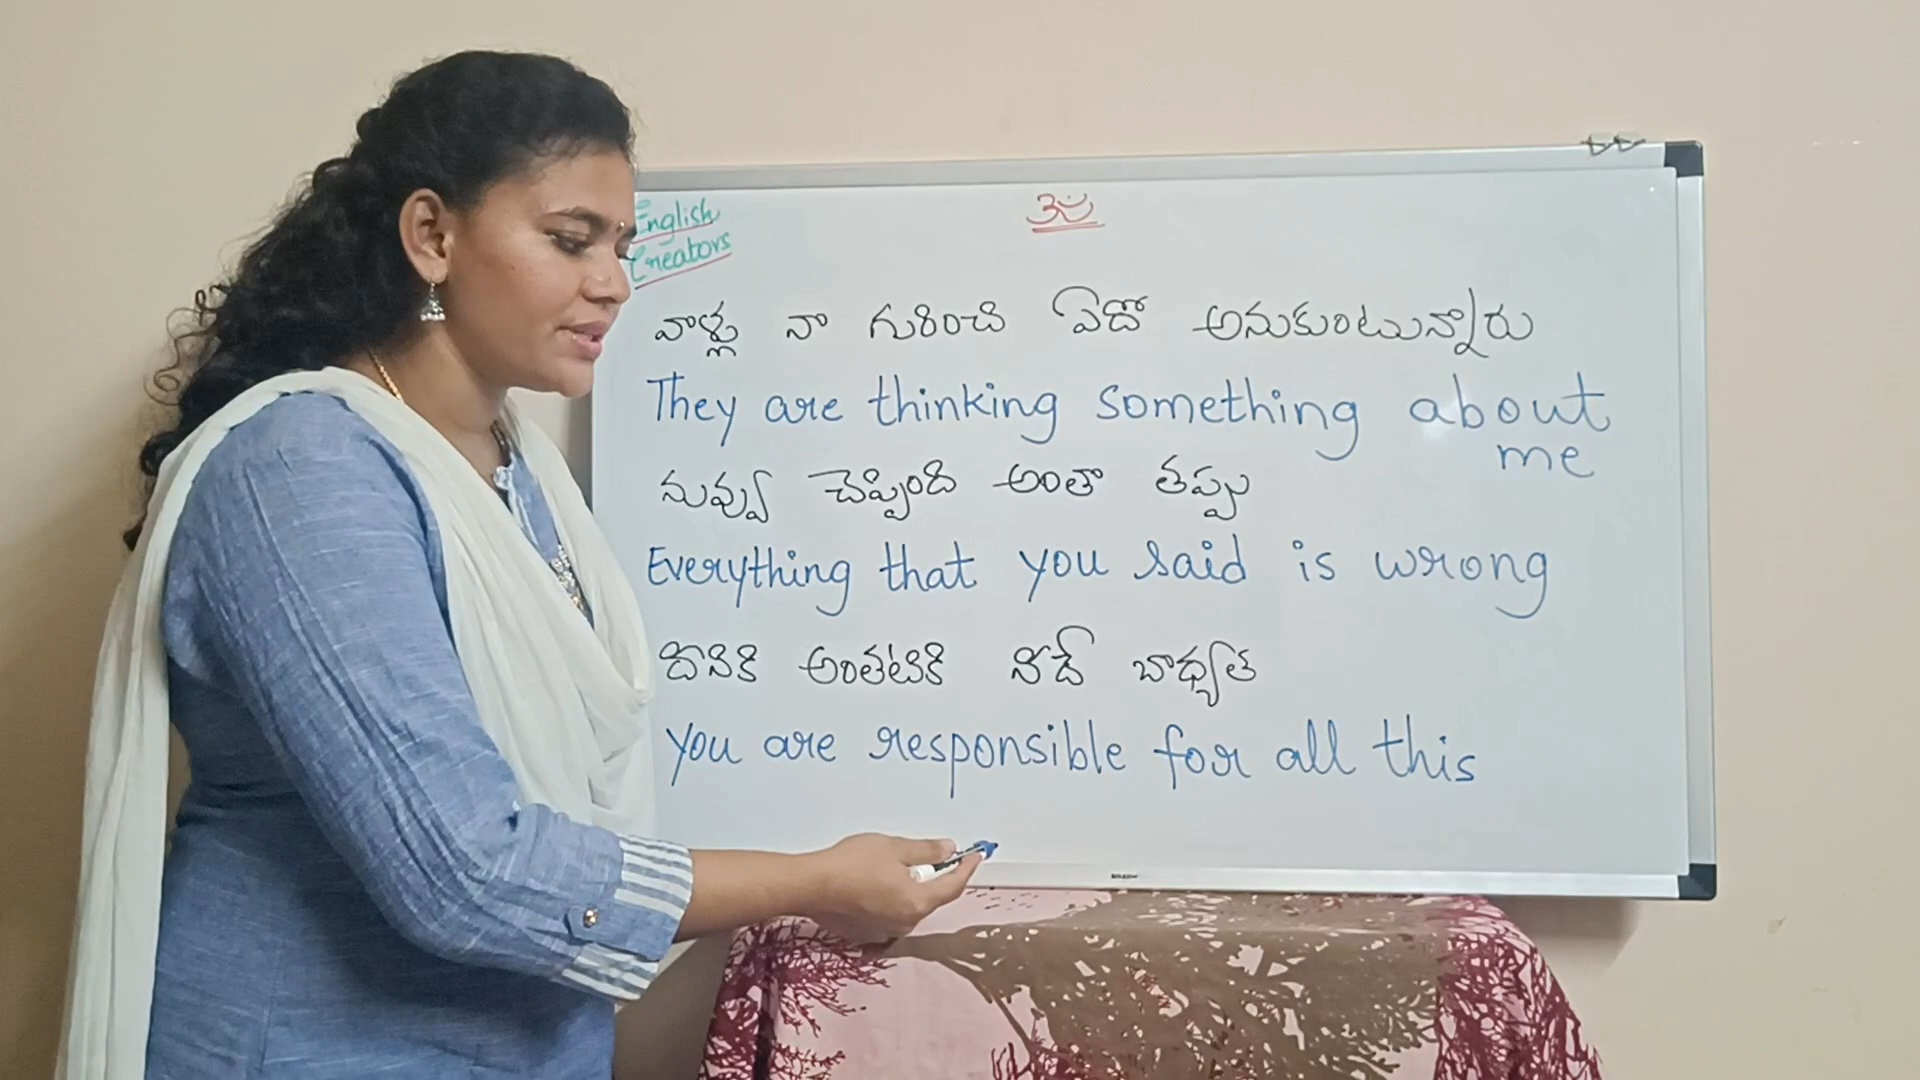 English
Creators
ఓం
వాళ్ళు నా గురించి ఏదో అనుకుంటున్నారు
They are thinking something about
me
నువ్వు చెప్పింది అంతా తప్పు
Everything that you said is wrong
దీనికి అంతటికి నీదే బాధ్యత
You are responsible for all this